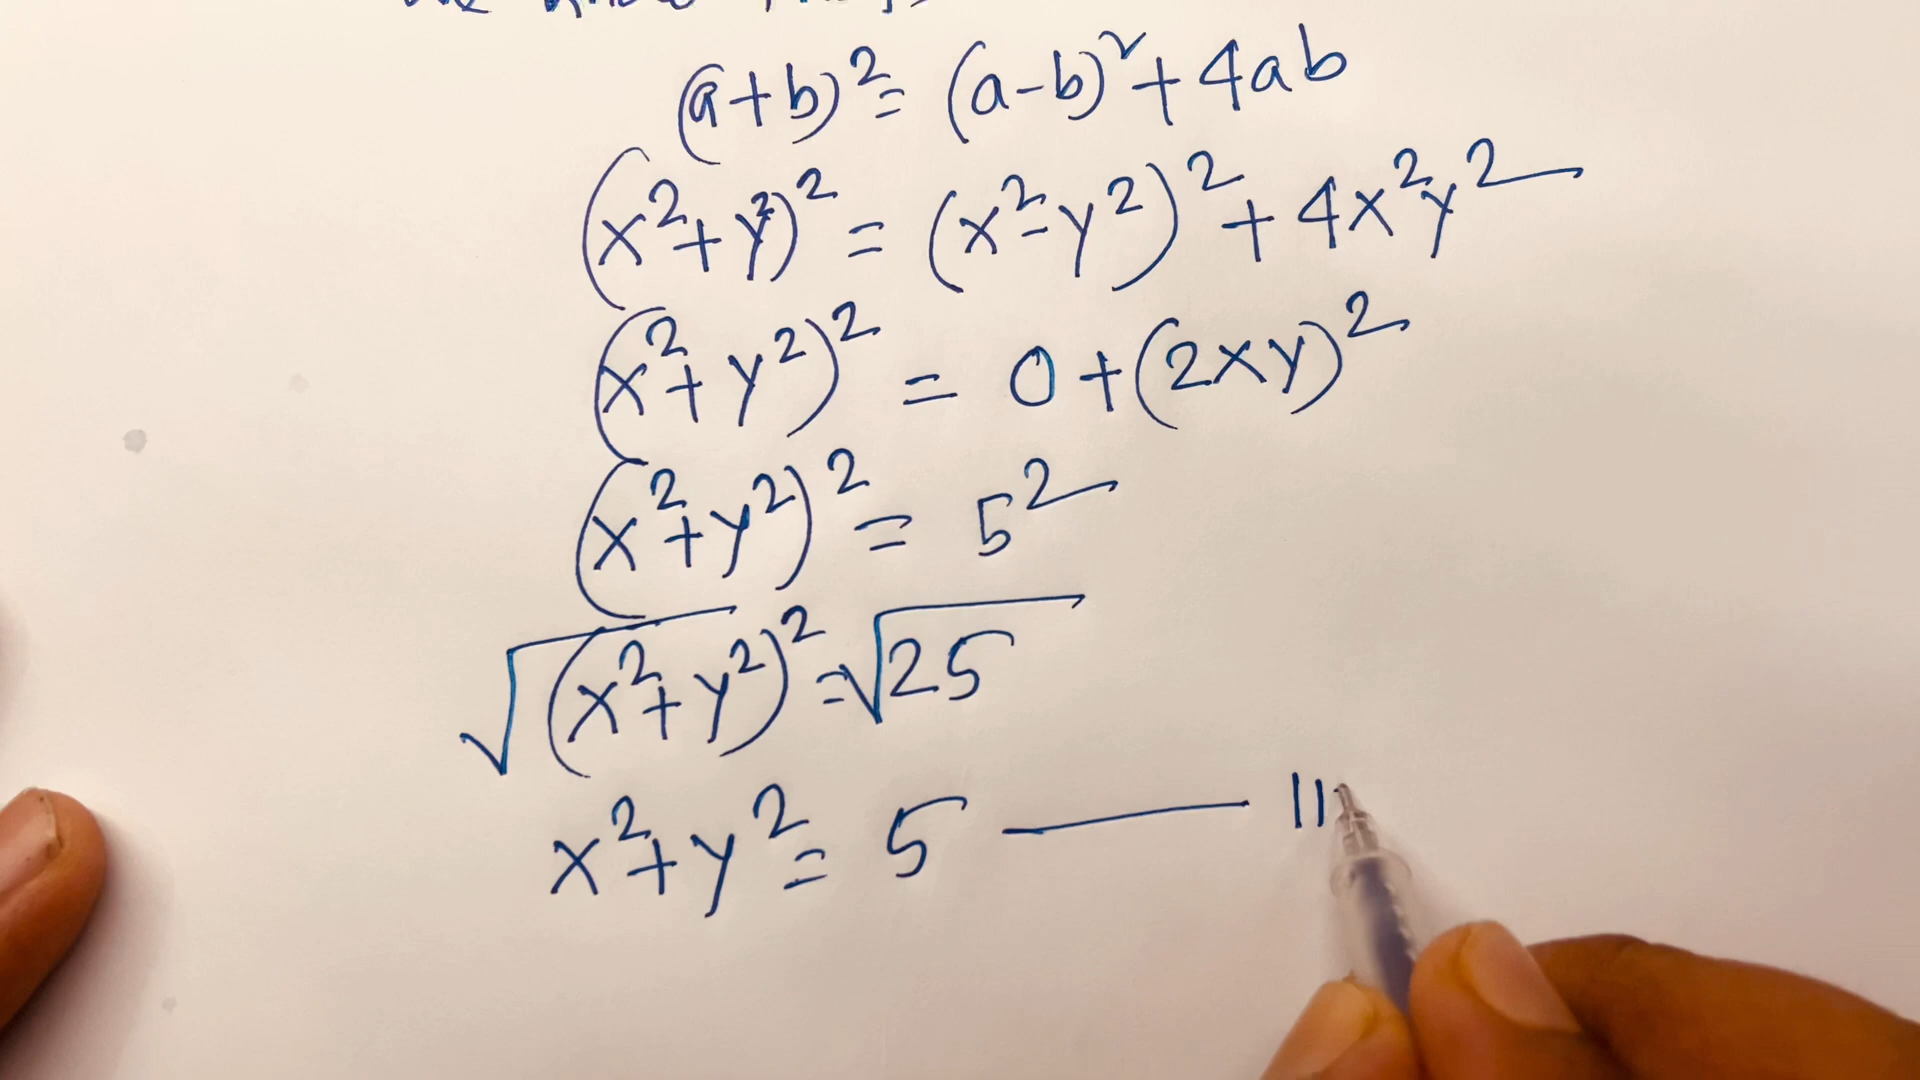 (a+b)²= (a-b)²+4ab
(x²+y²)² = (x²-y²)²+4x²y²
(x²+y²)² = 0+(2xy)²
(x²+y²)² = 5²
√(x²+y²)²=√25
x²+y²= 5 —— II